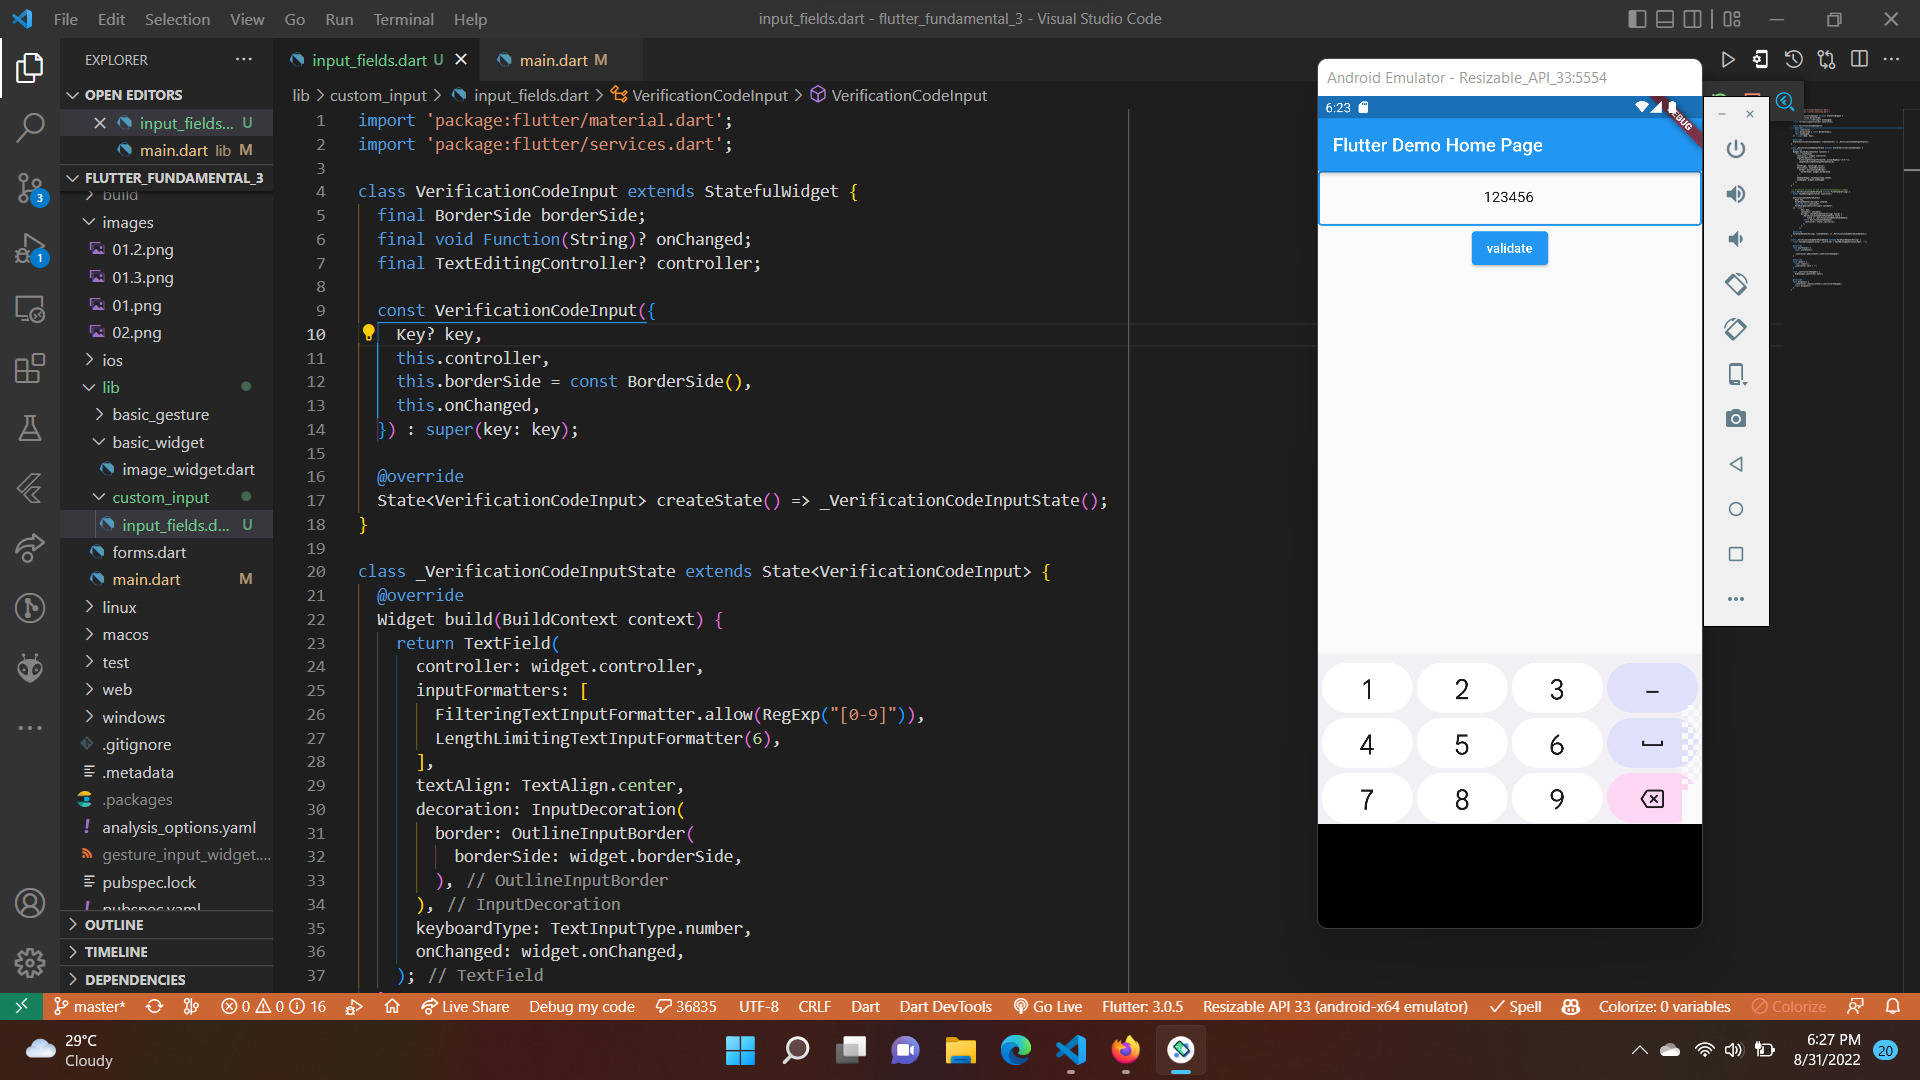 File Edit Selection View Go Run Terminal Help
input_fields.dart - flutter_fundamental_3 - Visual Studio Code
EXPLORER
OPEN EDITORS
input_fields... U
main.dart lib M
FLUTTER_FUNDAMENTAL_3
build
images
01.2.png
01.3.png
01.png
02.png
ios
lib
basic_gesture
basic_widget
image_widget.dart
custom_input
input_fields.d... U
forms.dart
main.dart M
linux
macos
test
web
windows
.gitignore
.metadata
.packages
analysis_options.yaml
gesture_input_widget....
pubspec.lock
pubspec.yaml
OUTLINE
TIMELINE
DEPENDENCIES
3
1
input_fields.dart U
main.dart M
lib > custom_input > input_fields.dart > VerificationCodeInput > VerificationCodeInput
1 import 'package:flutter/material.dart';
2 import 'package:flutter/services.dart';
3
4 class VerificationCodeInput extends StatefulWidget {
5 final BorderSide borderSide;
6 final void Function(String)? onChanged;
7 final TextEditingController? controller;
8
9 const VerificationCodeInput({
10 Key? key,
11 this.controller,
12 this.borderSide = const BorderSide(),
13 this.onChanged,
14 }) : super(key: key);
15
16 @override
17 State<VerificationCodeInput> createState() => _VerificationCodeInputState();
18 }
19
20 class _VerificationCodeInputState extends State<VerificationCodeInput> {
21 @override
22 Widget build(BuildContext context) {
23 return TextField(
24 controller: widget.controller,
25 inputFormatters: [
26 FilteringTextInputFormatter.allow(RegExp("[0-9]")),
27 LengthLimitingTextInputFormatter(6),
28 ],
29 textAlign: TextAlign.center,
30 decoration: InputDecoration(
31 border: OutlineInputBorder(
32 borderSide: widget.borderSide,
33 ), // OutlineInputBorder
34 ), // InputDecoration
35 keyboardType: TextInputType.number,
36 onChanged: widget.onChanged,
37 ); // TextField
Android Emulator - Resizable_API_33:5554
6:23
DEBUG
Flutter Demo Home Page
123456
validate
1 2 3 –
4 5 6
7 8 9
master* 0 0 16 Live Share Debug my code 36835 UTF-8 CRLF Dart Dart DevTools Go Live Flutter: 3.0.5 Resizable API 33 (android-x64 emulator) Spell Colorize: 0 variables Colorize
29°C
Cloudy
6:27 PM
8/31/2022
20